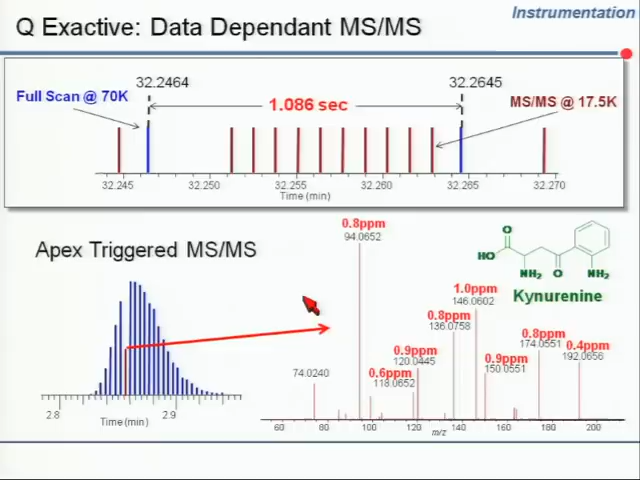 Instrumentation
Q Exactive: Data Dependant MS/MS
32.2464
32.2645
Full Scan @ 70K
1.086 sec
MS/MS @ 17.5K
32.245
32.250
32.255
32.260
32.265
32.270
Time (min)
Apex Triggered MS/MS
0.8ppm
94.0652
O
HO
NH2
O
NH2
Kynurenine
1.0ppm
146.0602
0.8ppm
136.0758
0.8ppm
174.0551
0.4ppm
192.0656
0.9ppm
120.0445
0.9ppm
150.0551
0.6ppm
118.0652
74.0240
2.8
2.9
Time (min)
60
80
100
120
140
160
180
200
m/z